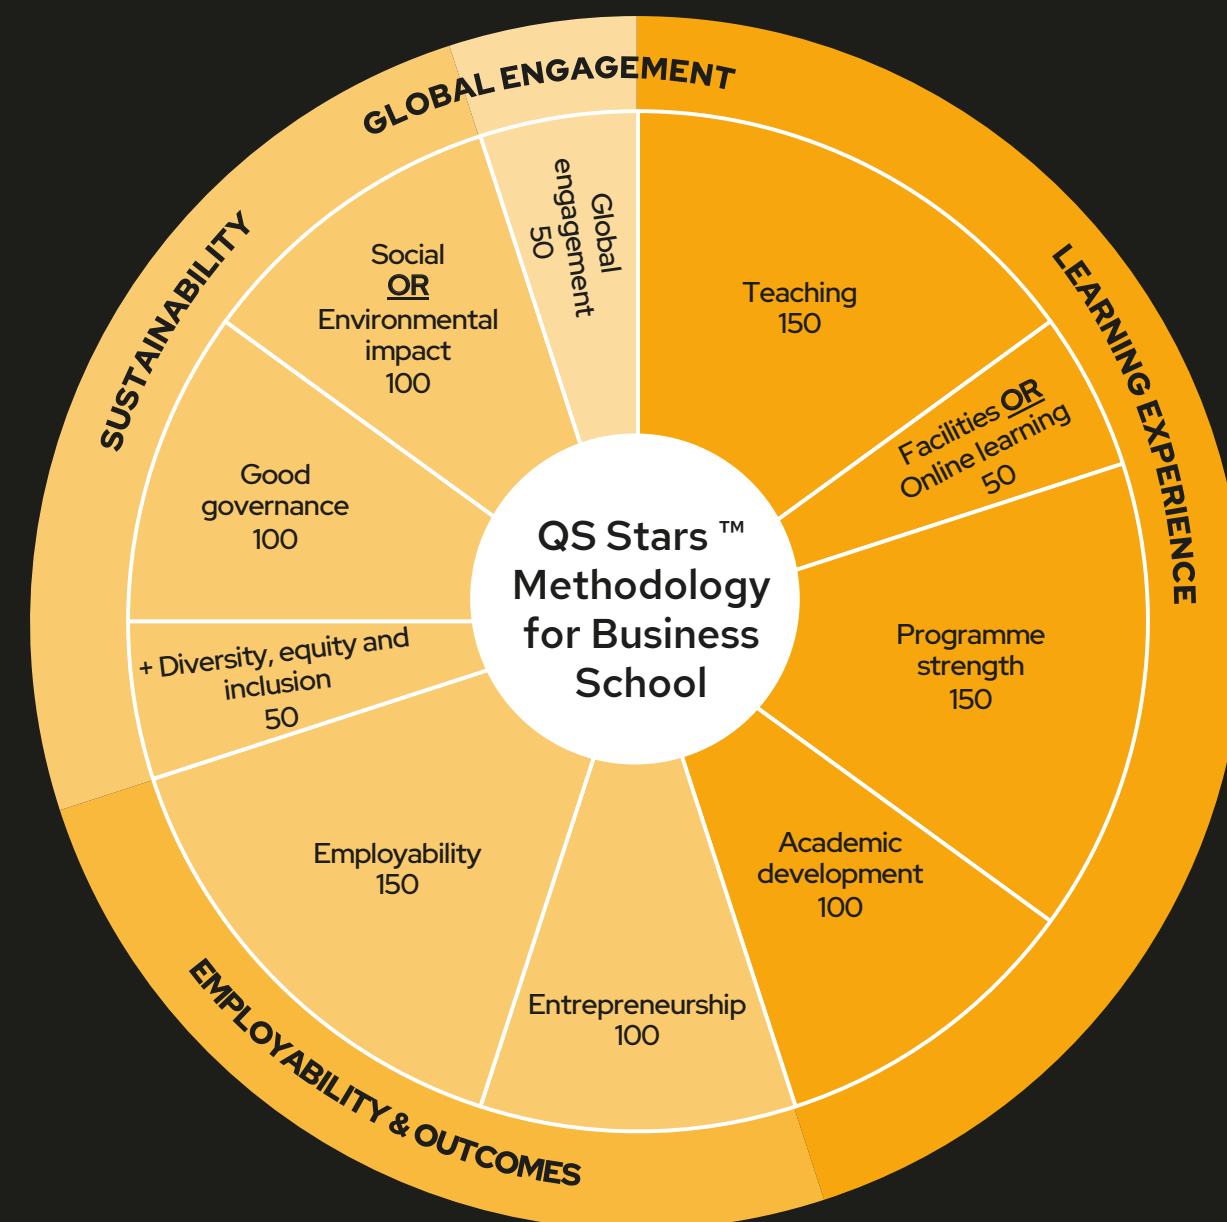 GLOBAL ENGAGEMENT
LEARNING EXPERIENCE
EMPLOYABILITY & OUTCOMES
SUSTAINABILITY
QS Stars ™
Methodology
for Business
School
Teaching
150
Facilities OR
Online learning
50
Programme
strength
150
Academic
development
100
Entrepreneurship
100
Employability
150
+ Diversity, equity and
inclusion
50
Good
governance
100
Social
OR
Environmental
impact
100
Global
engagement
50